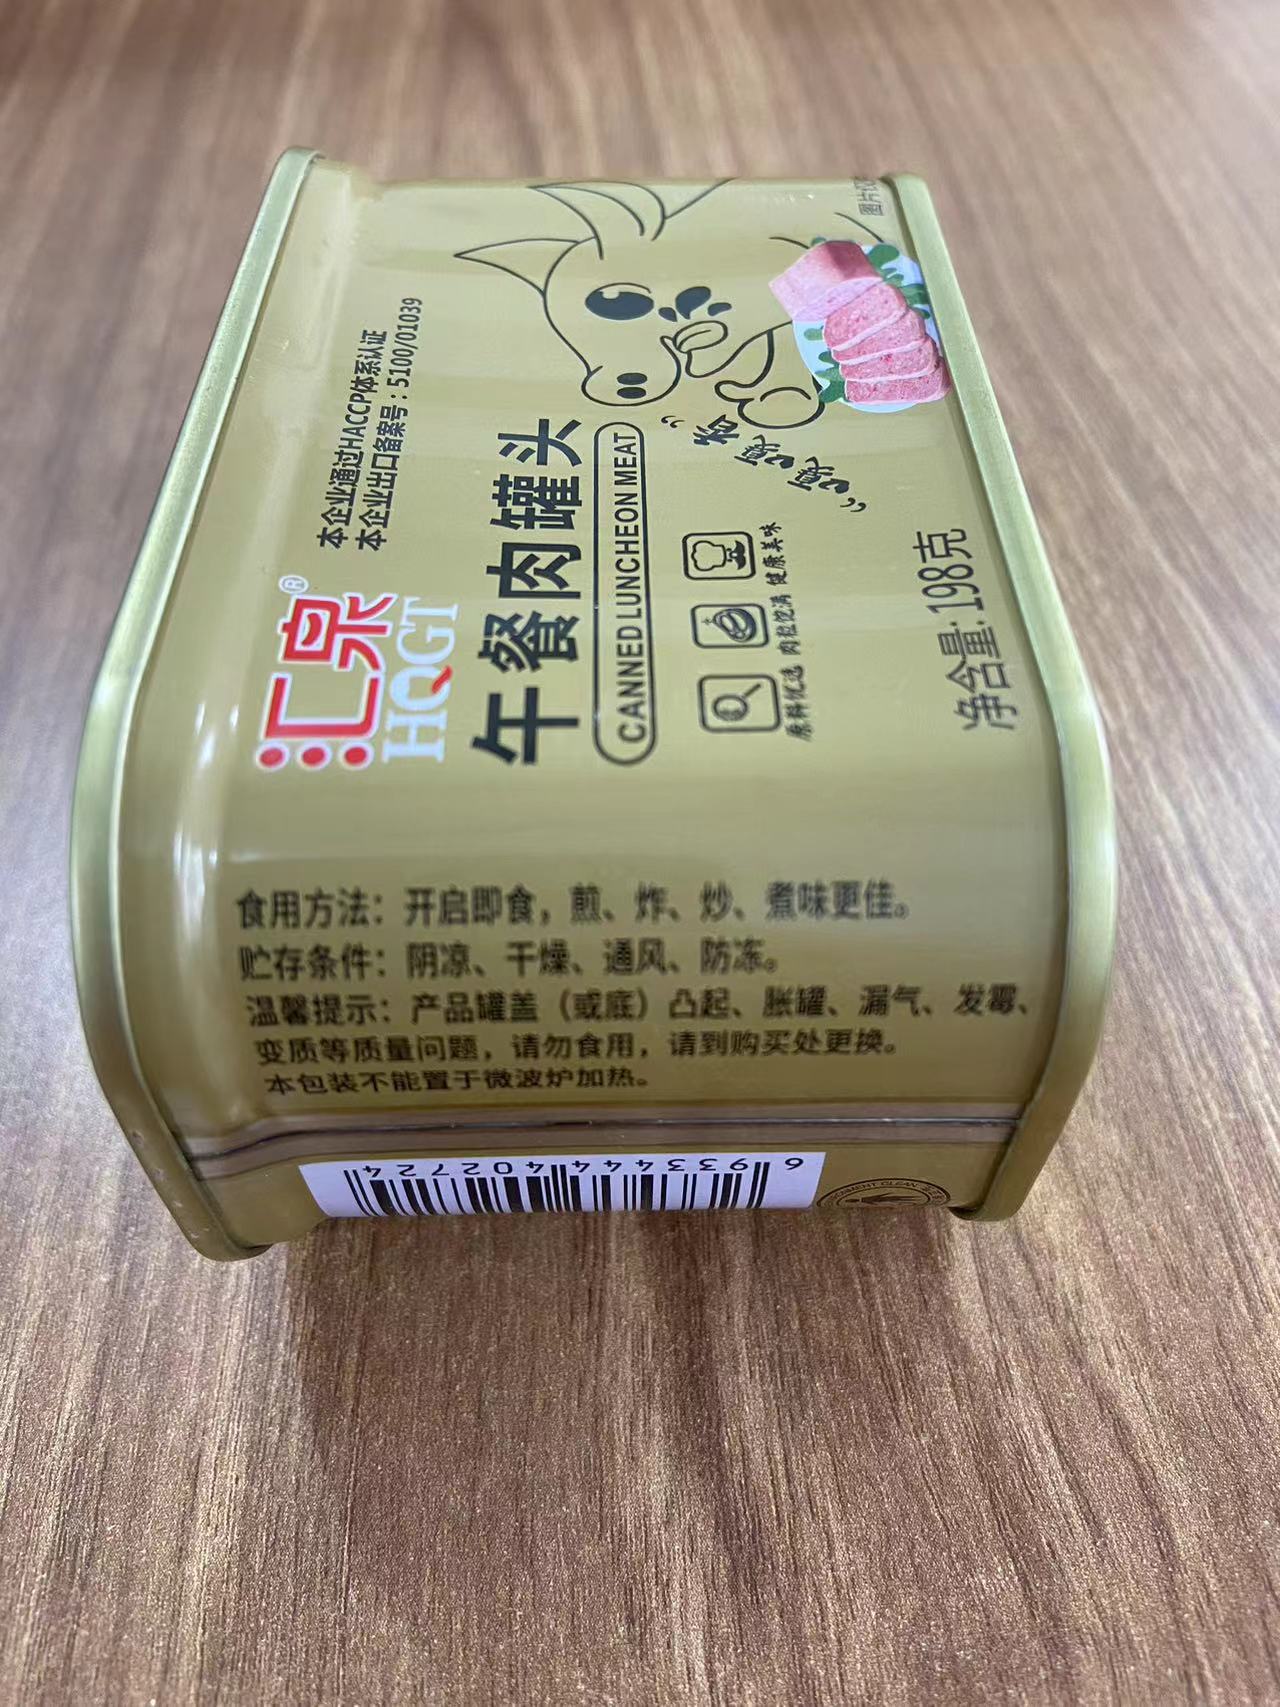 汇泉®
HQGT
本企业通过HACCP体系认证
本企业出口备案号：5100/01039
午餐肉罐头
CANNED LUNCHEON MEAT
原料优选 肉粒饱满 健康美味
净含量：198克
图片仅
食用方法：开启即食，煎、炸、炒、煮味更佳。
贮存条件：阴凉、干燥、通风、防冻。
温馨提示：产品罐盖（或底）凸起、胀罐、漏气、发霉、
变质等质量问题，请勿食用，请到购买处更换。
本包装不能置于微波炉加热。
6933444402724
CLEAN